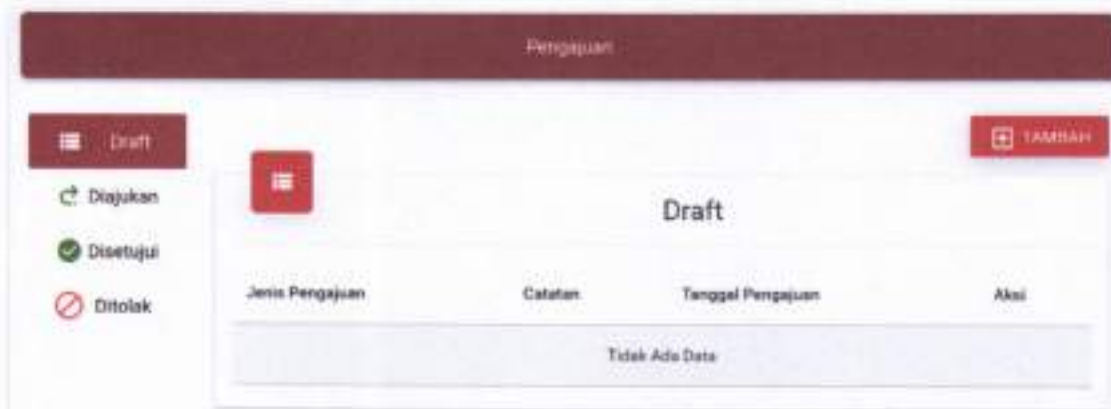 Pengajuan
Draft
TAMBAH
Diajukan
Draft
Disetujui
Jenis Pengajuan Catatan Tanggal Pengajuan Aksi
Ditolak
Tidak Ada Data